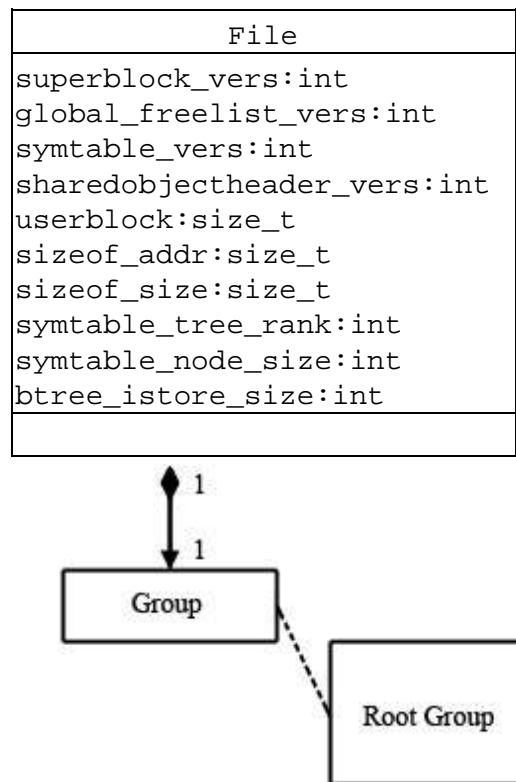 File
superblock_vers:int
global_freelist_vers:int
symtable_vers:int
sharedobjectheader_vers:int
userblock:size_t
sizeof_addr:size_t
sizeof_size:size_t
symtable_tree_rank:int
symtable_node_size:int
btree_istore_size:int
1
1
Group
Root Group